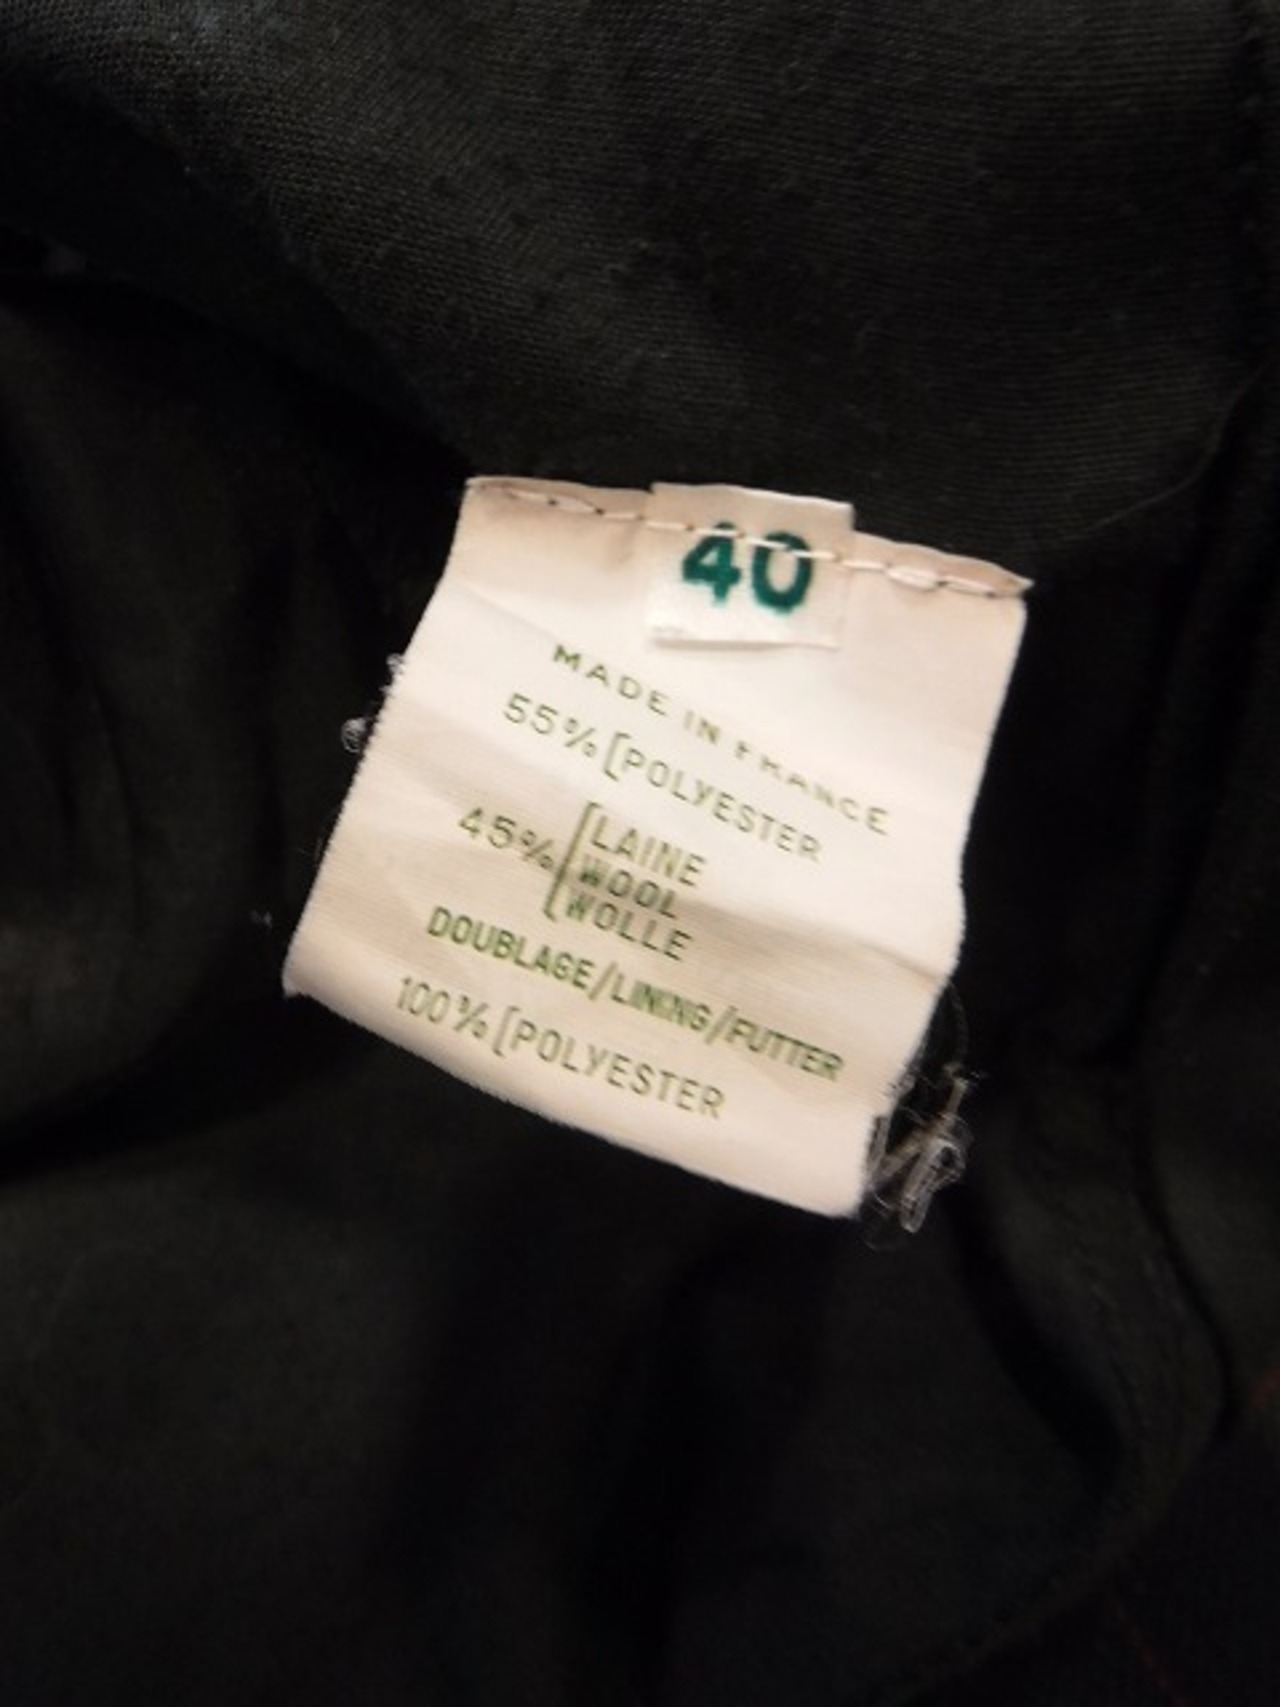 40
MADE IN FRANCE
55% [POLYESTER
45% [LAINE
WOOL
WOLLE
DOUBLAGE/LINING/FUTTER
100% [POLYESTER